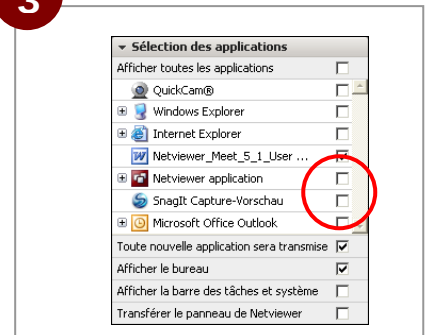 3
Sélection des applications
Afficher toutes les applications
QuickCam®
Windows Explorer
Internet Explorer
Netviewer_Meet_5_1_User ...
Netviewer application
SnagIt Capture-Vorschau
Microsoft Office Outlook
Toute nouvelle application sera transmise
Afficher le bureau
Afficher la barre des tâches et système
Transférer le panneau de Netviewer